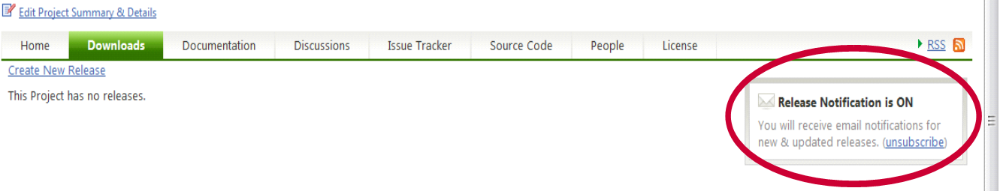 Edit Project Summary & Details
Home Downloads Documentation Discussions Issue Tracker Source Code People License RSS
Create New Release
This Project has no releases.
Release Notification is ON
You will receive email notifications for
new & updated releases. (unsubscribe)